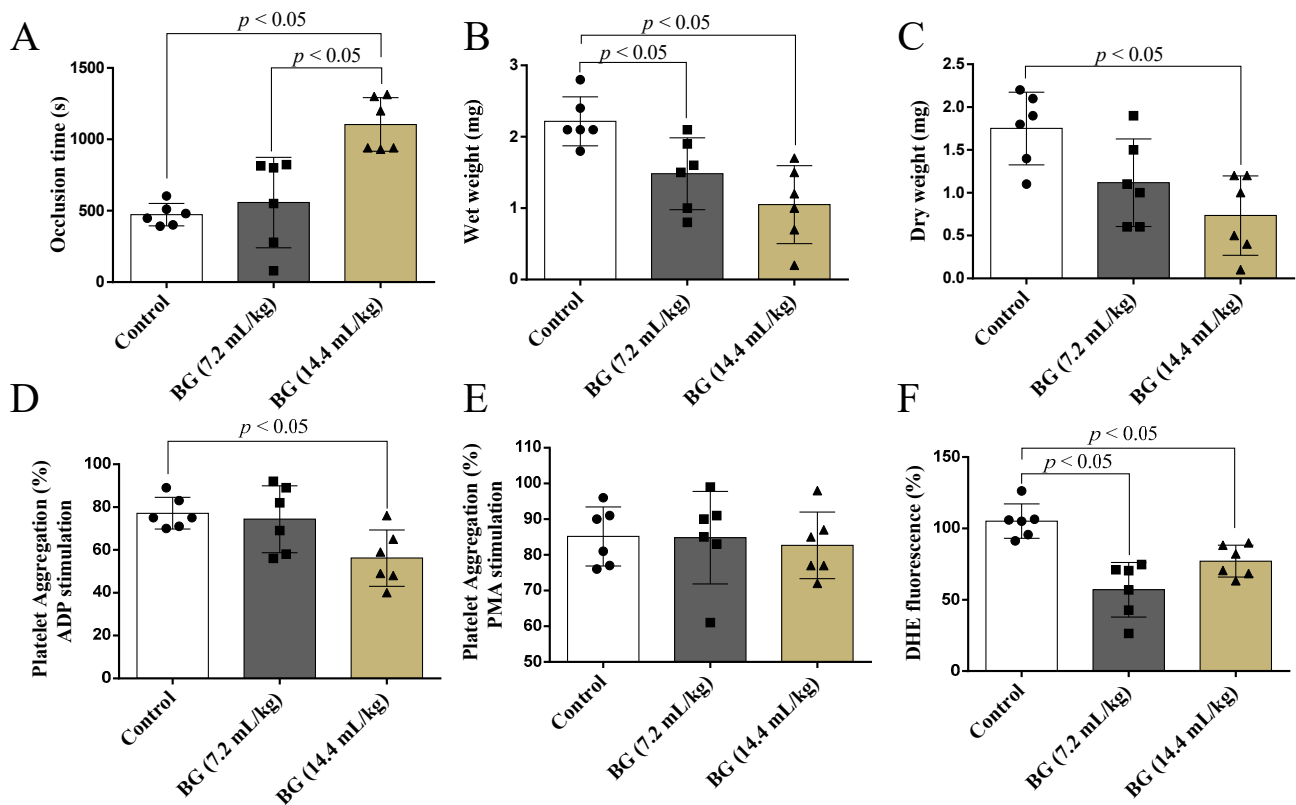 A
p < 0.05
p < 0.05
Occlusion time (s)
1500
1000
500
0
Control
BG (7.2 mL/kg)
BG (14.4 mL/kg)
B
p < 0.05
p < 0.05
Wet weight (mg)
3
2
1
0
Control
BG (7.2 mL/kg)
BG (14.4 mL/kg)
C
p < 0.05
Dry weight (mg)
2.5
2.0
1.5
1.0
0.5
0.0
Control
BG (7.2 mL/kg)
BG (14.4 mL/kg)
D
p < 0.05
Platelet Aggregation (%)
ADP stimulation
100
80
60
40
20
0
Control
BG (7.2 mL/kg)
BG (14.4 mL/kg)
E
Platelet Aggregation (%)
PMA stimulation
110
100
90
80
70
60
50
Control
BG (7.2 mL/kg)
BG (14.4 mL/kg)
F
p < 0.05
p < 0.05
DHE fluorescence (%)
150
100
50
0
Control
BG (7.2 mL/kg)
BG (14.4 mL/kg)